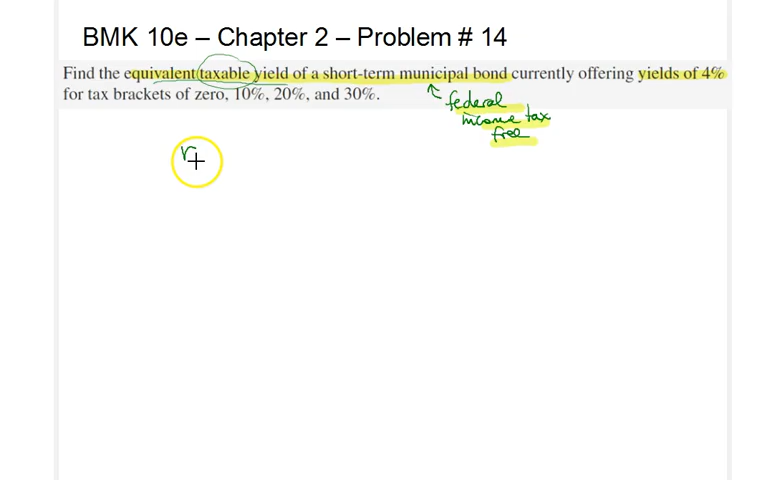 BMK 10e – Chapter 2 – Problem # 14
Find the equivalent taxable yield of a short-term municipal bond currently offering yields of 4%
for tax brackets of zero, 10%, 20%, and 30%.
federal
income tax
free
r